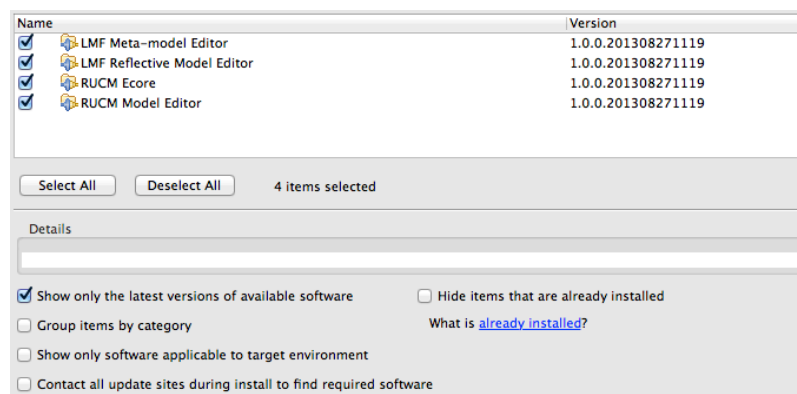 Name Version
LMF Meta-model Editor 1.0.0.201308271119
LMF Reflective Model Editor 1.0.0.201308271119
RUCM Ecore 1.0.0.201308271119
RUCM Model Editor 1.0.0.201308271119
Select All Deselect All 4 items selected
Details
Show only the latest versions of available software Hide items that are already installed
Group items by category What is already installed?
Show only software applicable to target environment
Contact all update sites during install to find required software